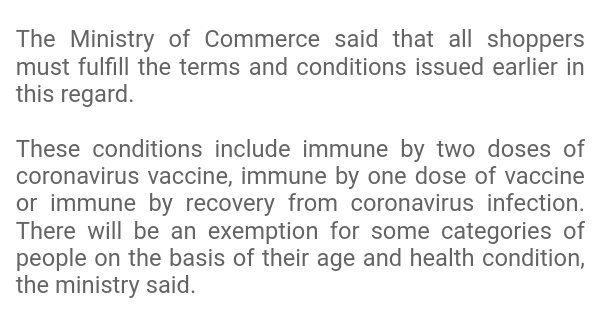 The Ministry of Commerce said that all shoppers
must fulfill the terms and conditions issued earlier in
this regard.
These conditions include immune by two doses of
coronavirus vaccine, immune by one dose of vaccine
or immune by recovery from coronavirus infection.
There will be an exemption for some categories of
people on the basis of their age and health condition,
the ministry said.